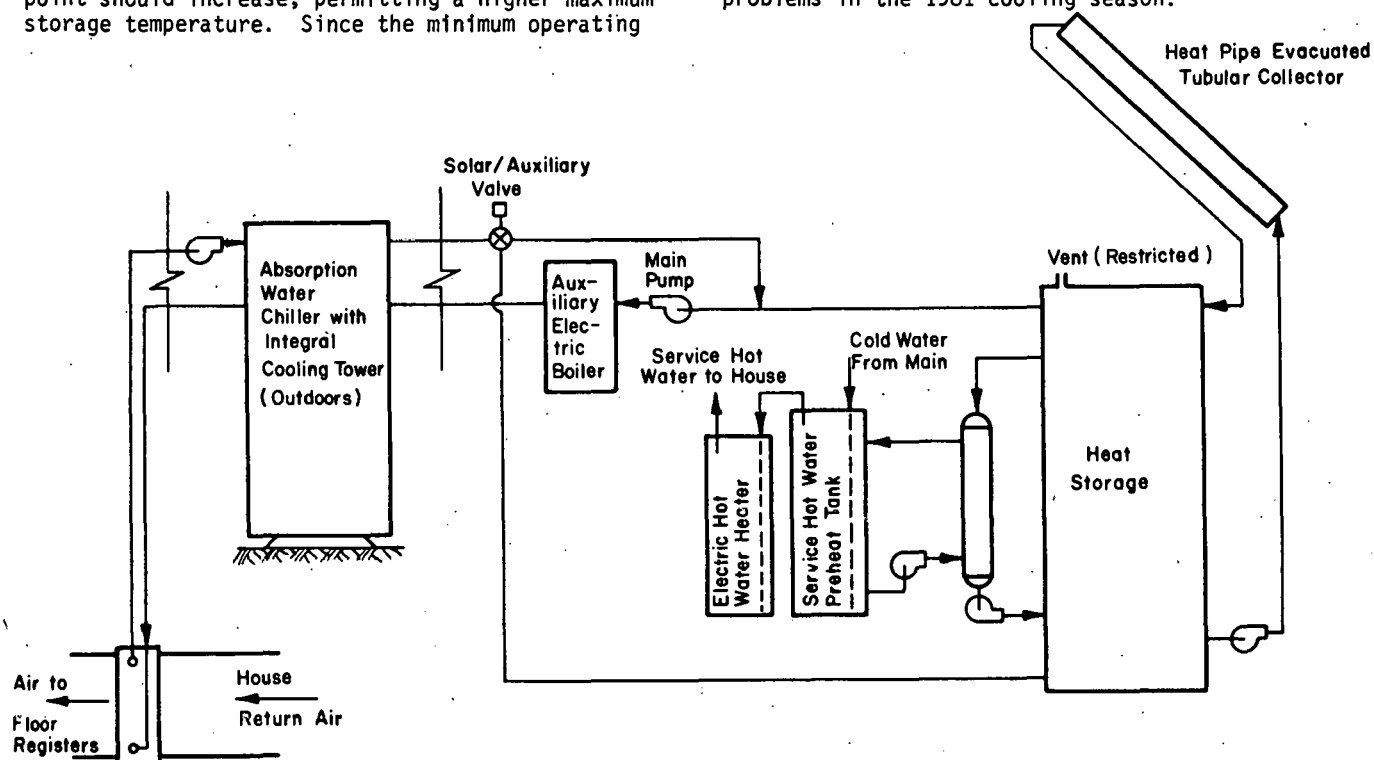 point should increase, permitting a higher maximum
storage temperature. Since the minimum operating
problems in the 1981 cooling season.
Heat Pipe Evacuated
Tubular Collector
Solar/Auxiliary
Valve
Vent (Restricted)
Main
Pump
Absorption
Water
Chiller with
Integral
Cooling Tower
(Outdoors)
Aux-
iliary
Elec-
tric
Boiler
Cold Water
From Main
Service Hot
Water to House
Heat
Storage
Electric Hot
Water Heater
Service Hot Water
Preheat Tank
Air to
Floor
Registers
House
Return Air